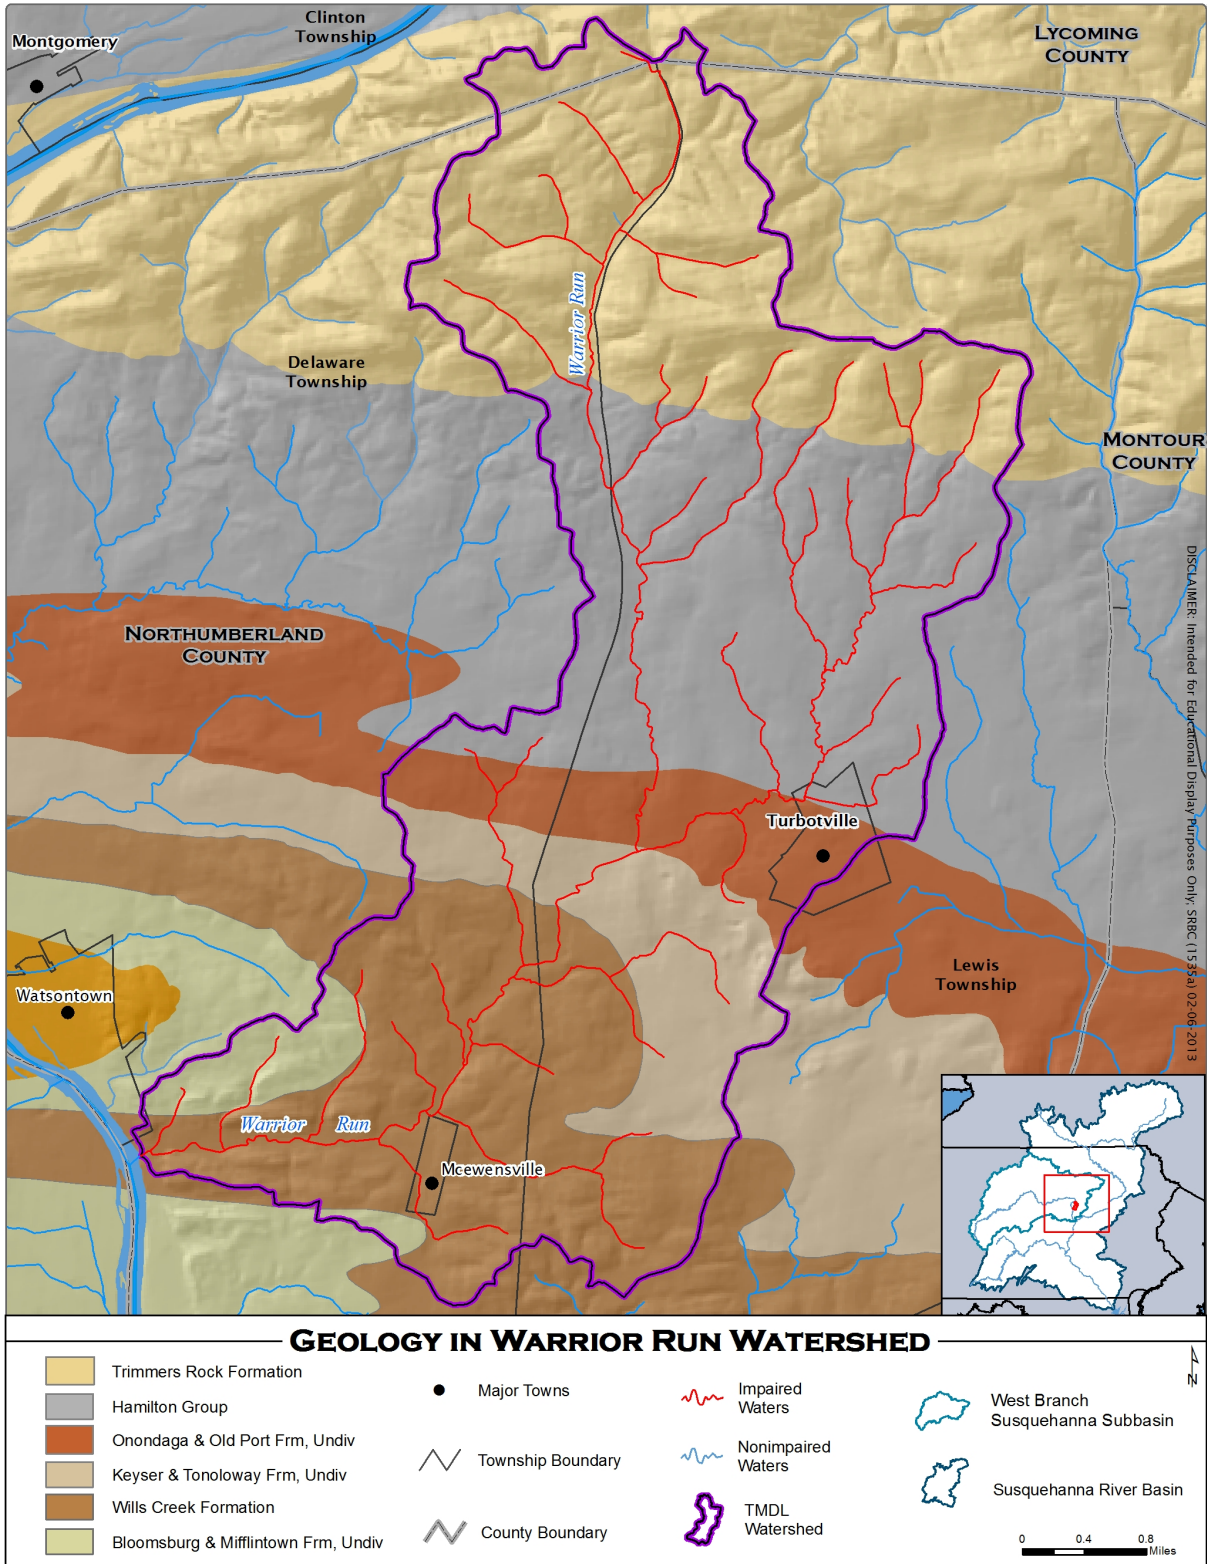 Clinton
Township
Montgomery
LYCOMING
COUNTY
Warrior Run
Delaware
Township
MONTOUR
COUNTY
NORTHUMBERLAND
COUNTY
DISCLAIMER: Intended for Educational Display Purposes Only; SRBC (1535a) 02-06-2013
Turbotville
Lewis
Township
Watsontown
Warrior Run
Mcewensville
GEOLOGY IN WARRIOR RUN WATERSHED
Trimmers Rock Formation
Hamilton Group
Onondaga & Old Port Frm, Undiv
Keyser & Tonoloway Frm, Undiv
Wills Creek Formation
Bloomsburg & Mifflintown Frm, Undiv
Major Towns
Township Boundary
County Boundary
Impaired
Waters
Nonimpaired
Waters
TMDL
Watershed
West Branch
Susquehanna Subbasin
Susquehanna River Basin
N
0 0.4 0.8
Miles